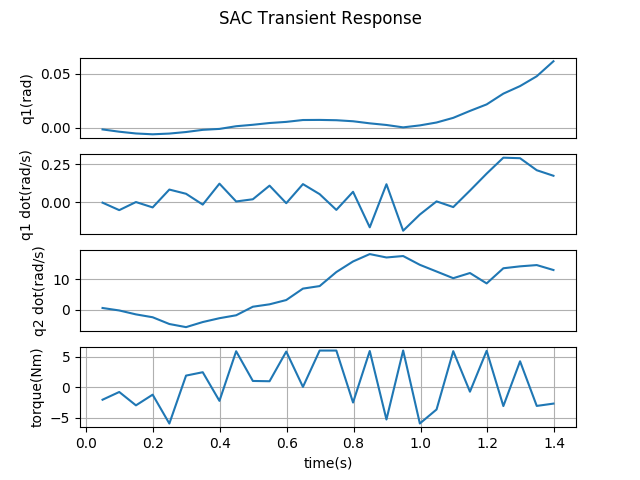 SAC Transient Response
q1(rad)
0.05
0.00
q1 dot(rad/s)
0.25
0.00
q2 dot(rad/s)
10
0
torque(Nm)
5
0
−5
0.0 0.2 0.4 0.6 0.8 1.0 1.2 1.4
time(s)